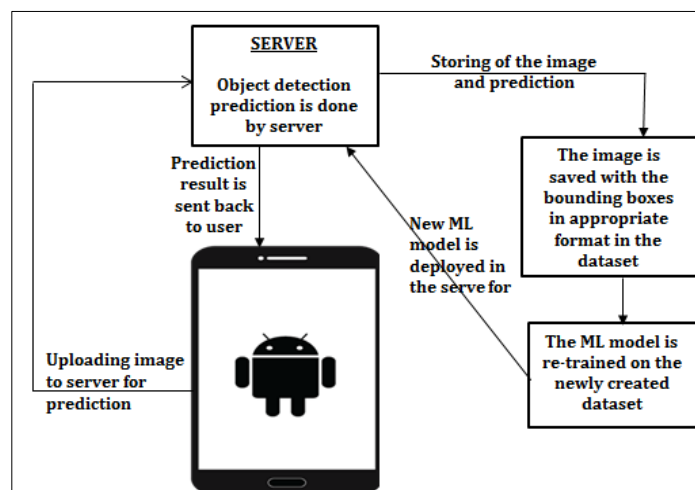 SERVER
Object detection
prediction is done
by server
Storing of the image
and prediction
Prediction
result is
sent back
to user
The image is
saved with the
bounding boxes
in appropriate
format in the
dataset
New ML
model is
deployed in
the serve for
The ML model is
re-trained on the
newly created
dataset
Uploading image
to server for
prediction